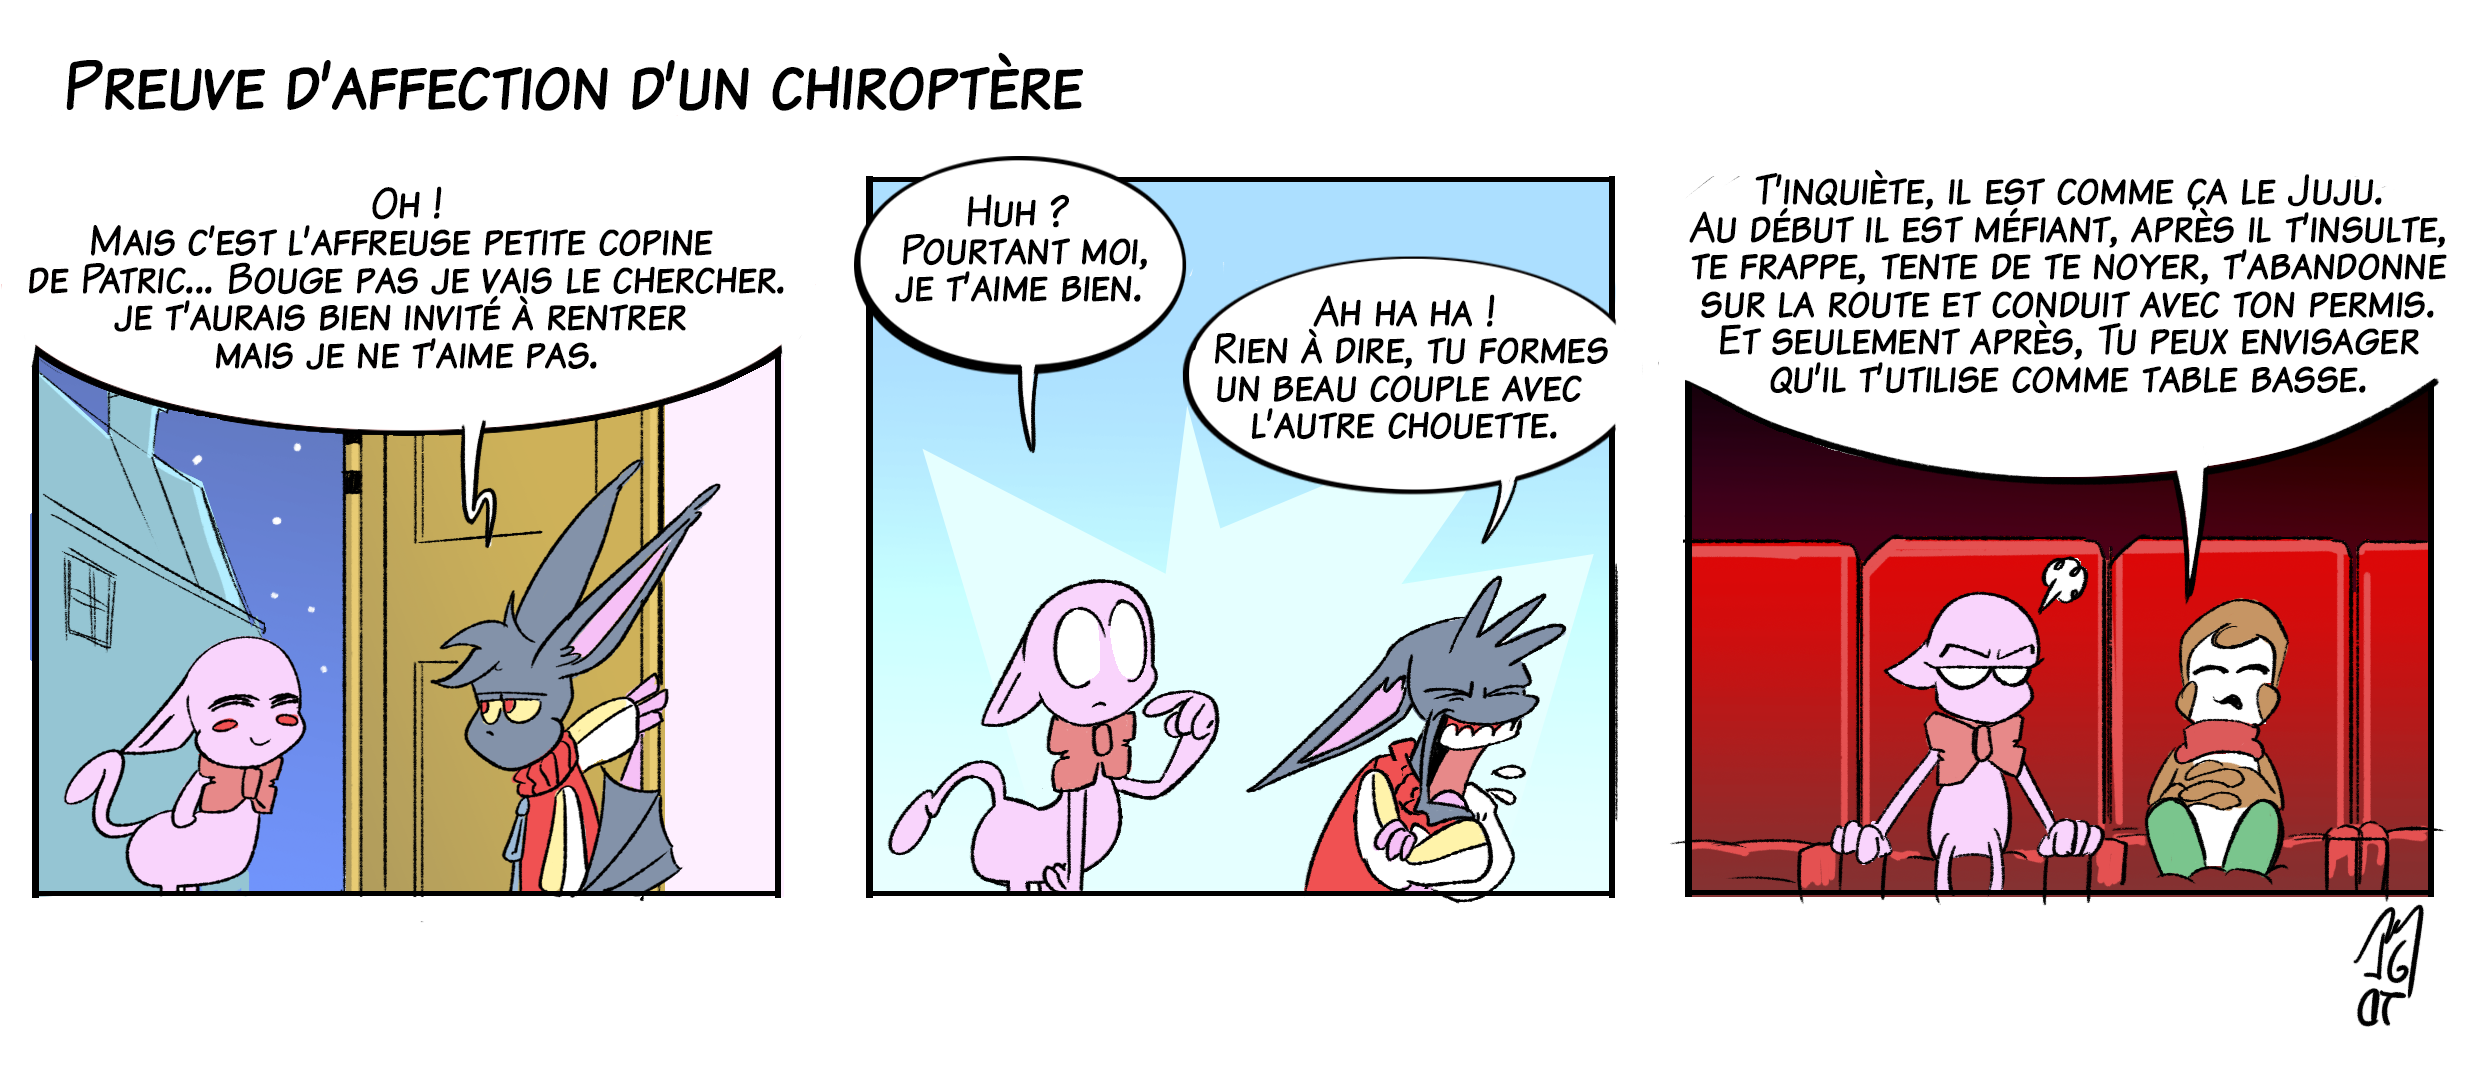 Preuve d'affection d'un chiroptère
Oh !
Mais c'est l'affreuse petite copine
de Patric... Bouge pas je vais le chercher.
je t'aurais bien invité à rentrer
mais je ne t'aime pas.
Huh ?
Pourtant moi,
je t'aime bien.
Ah ha ha !
Rien à dire, tu formes
un beau couple avec
l'autre chouette.
T'inquiète, il est comme ça le Juju.
Au début il est méfiant, après il t'insulte,
te frappe, tente de te noyer, t'abandonne
sur la route et conduit avec ton permis.
Et seulement après, Tu peux envisager
qu'il t'utilise comme table basse.